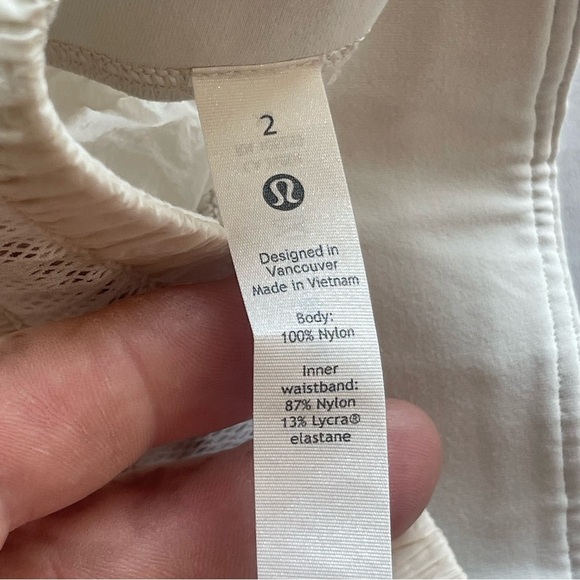 2
Designed in
Vancouver
Made in Vietnam
Body:
100% Nylon
Inner
waistband:
87% Nylon
13% Lycra®
elastane